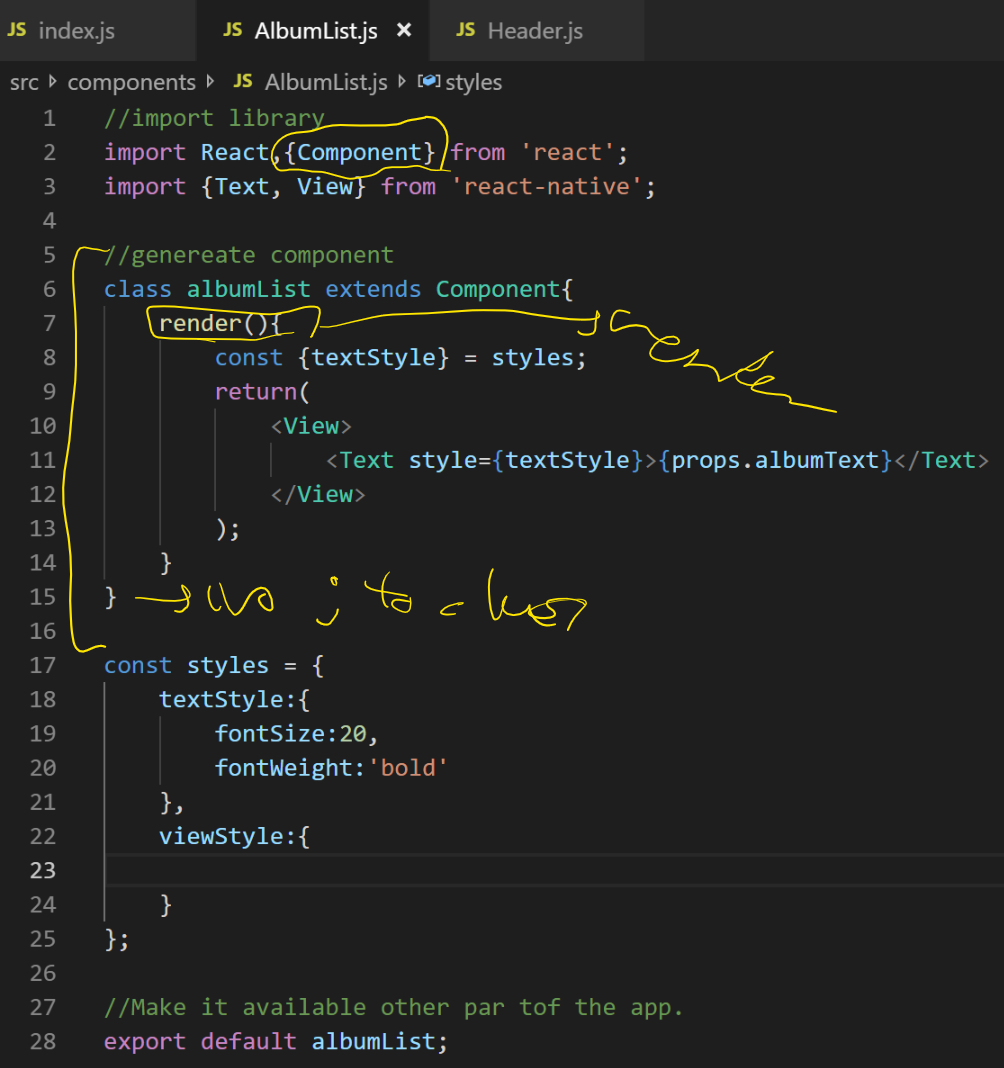 JS index.js JS AlbumList.js × JS Header.js
src components JS AlbumList.js styles
1 //import library
2 import React,{Component} from 'react';
3 import {Text, View} from 'react-native';
4
5 //genereate component
6 class albumList extends Component{
7 render(){
8 const {textStyle} = styles;
9 return(
10 <View>
11 <Text style={textStyle}>{props.albumText}</Text>
12 </View>
13 );
14 }
15 } no ; to
16
17 const styles = {
18 textStyle:{
19 fontSize:20,
20 fontWeight:'bold'
21 },
22 viewStyle:{
23
24 }
25 };
26
27 //Make it available other par tof the app.
28 export default albumList;